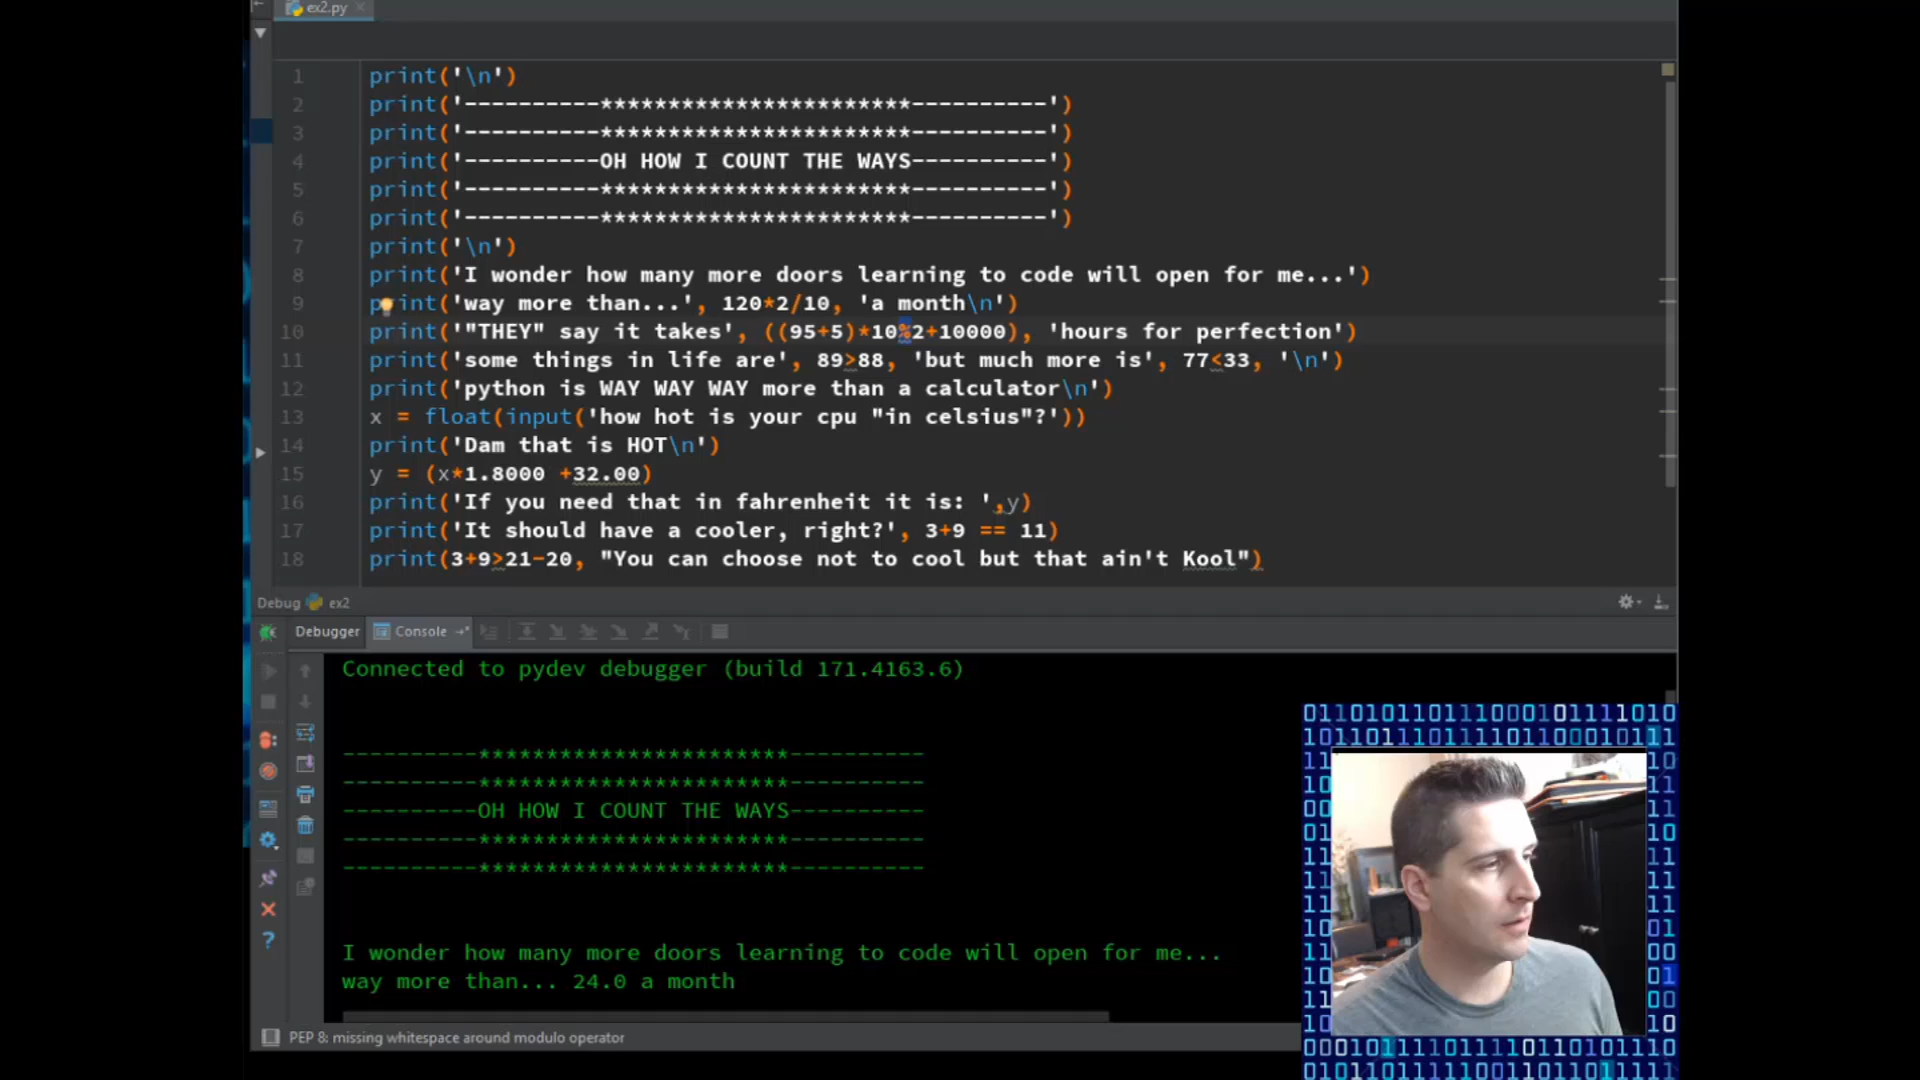 ex2.py
1 print('\n')
2 print('----------***********************----------')
3 print('----------***********************----------')
4 print('----------OH HOW I COUNT THE WAYS----------')
5 print('----------***********************----------')
6 print('----------***********************----------')
7 print('\n')
8 print('I wonder how many more doors learning to code will open for me...')
9 print('way more than...', 120*2/10, 'a month\n')
10 print('"THEY" say it takes', ((95+5)*10%2+10000), 'hours for perfection')
11 print('some things in life are', 89>88, 'but much more is', 77<33, '\n')
12 print('python is WAY WAY WAY more than a calculator\n')
13 x = float(input('how hot is your cpu "in celsius"?'))
14 print('Dam that is HOT\n')
15 y = (x*1.8000 +32.00)
16 print('If you need that in fahrenheit it is: ',y)
17 print('It should have a cooler, right?', 3+9 == 11)
18 print(3+9>21-20, "You can choose not to cool but that ain't Kool")
Debug ex2
Debugger Console
Connected to pydev debugger (build 171.4163.6)
----------***********************----------
----------***********************----------
----------OH HOW I COUNT THE WAYS----------
----------***********************----------
----------***********************----------
I wonder how many more doors learning to code will open for me...
way more than... 24.0 a month
PEP 8: missing whitespace around modulo operator